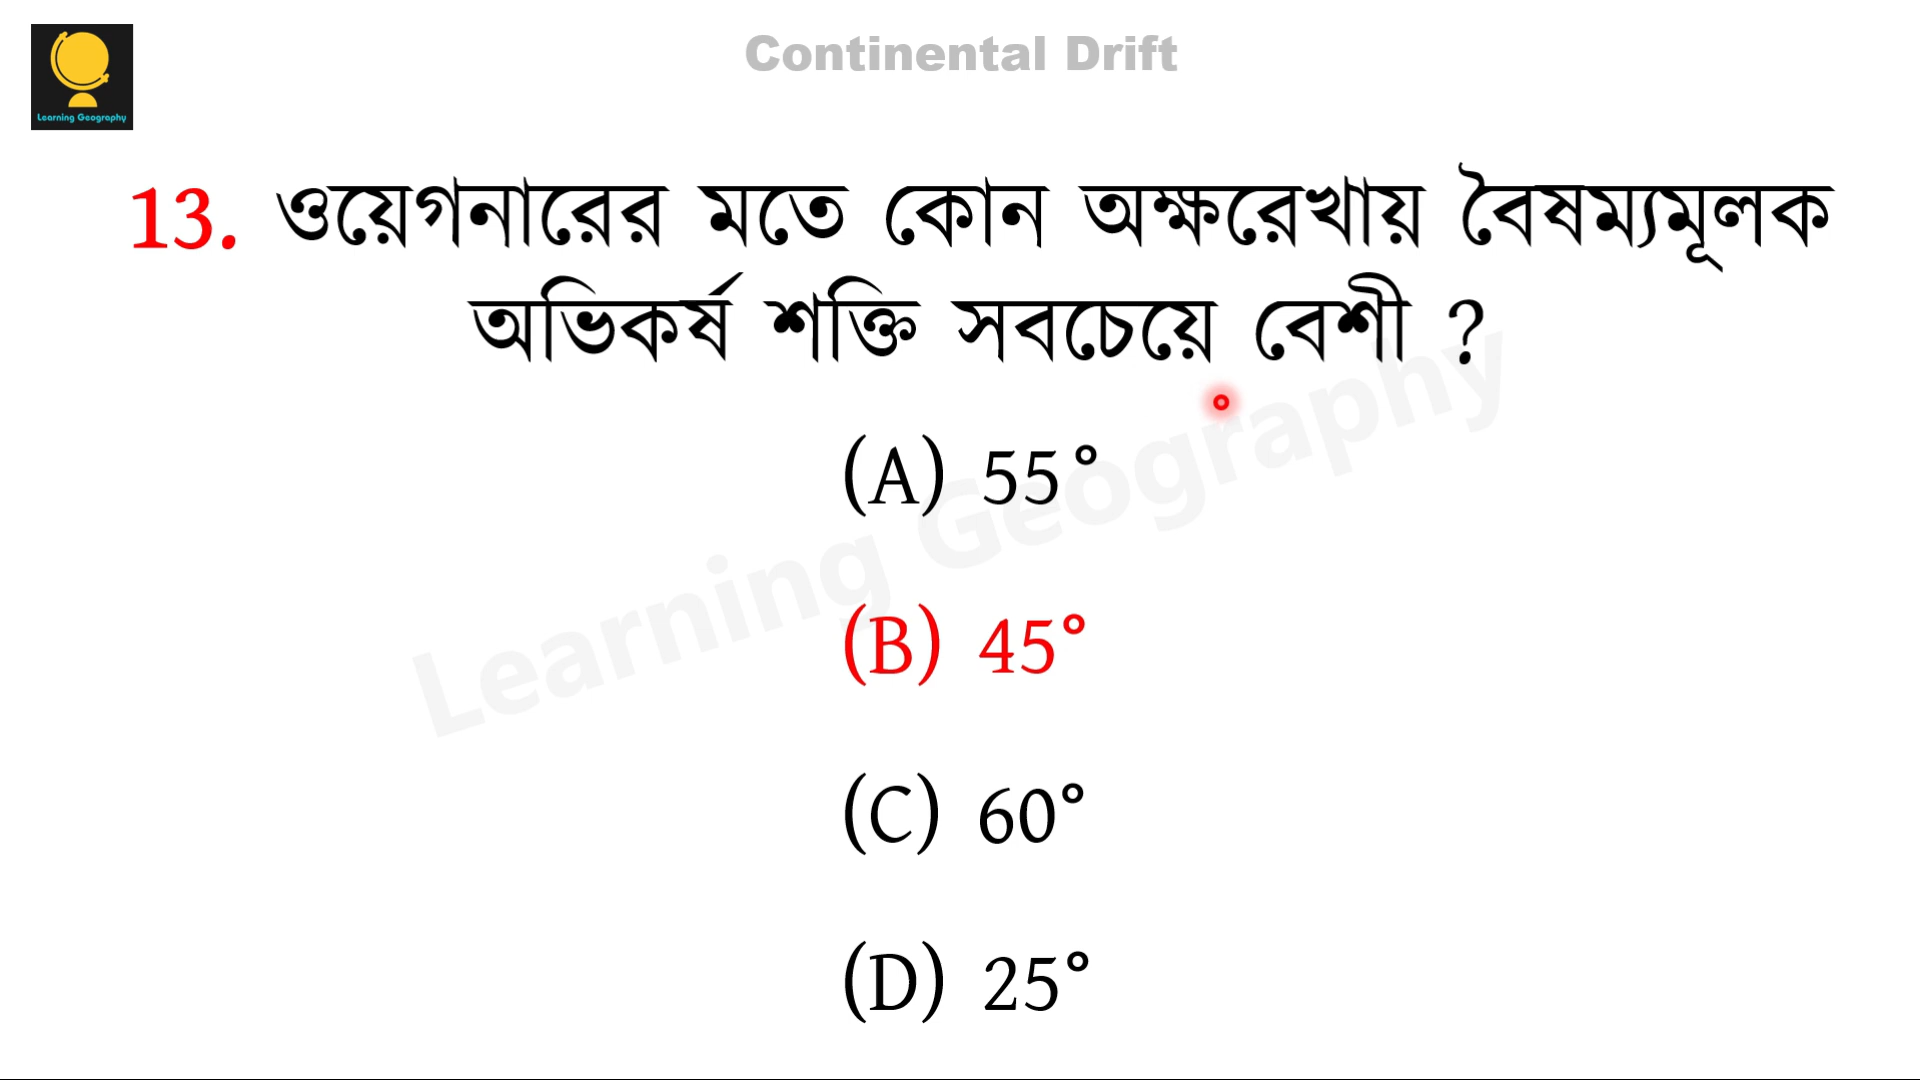 Continental Drift
Learning Geography
13. ওয়েগনারের মতে কোন অক্ষরেখায় বৈষম্যমূলক
অভিকর্ষ শক্তি সবচেয়ে বেশী ?
(A) 55°
(B) 45°
(C) 60°
(D) 25°
Learning Geography